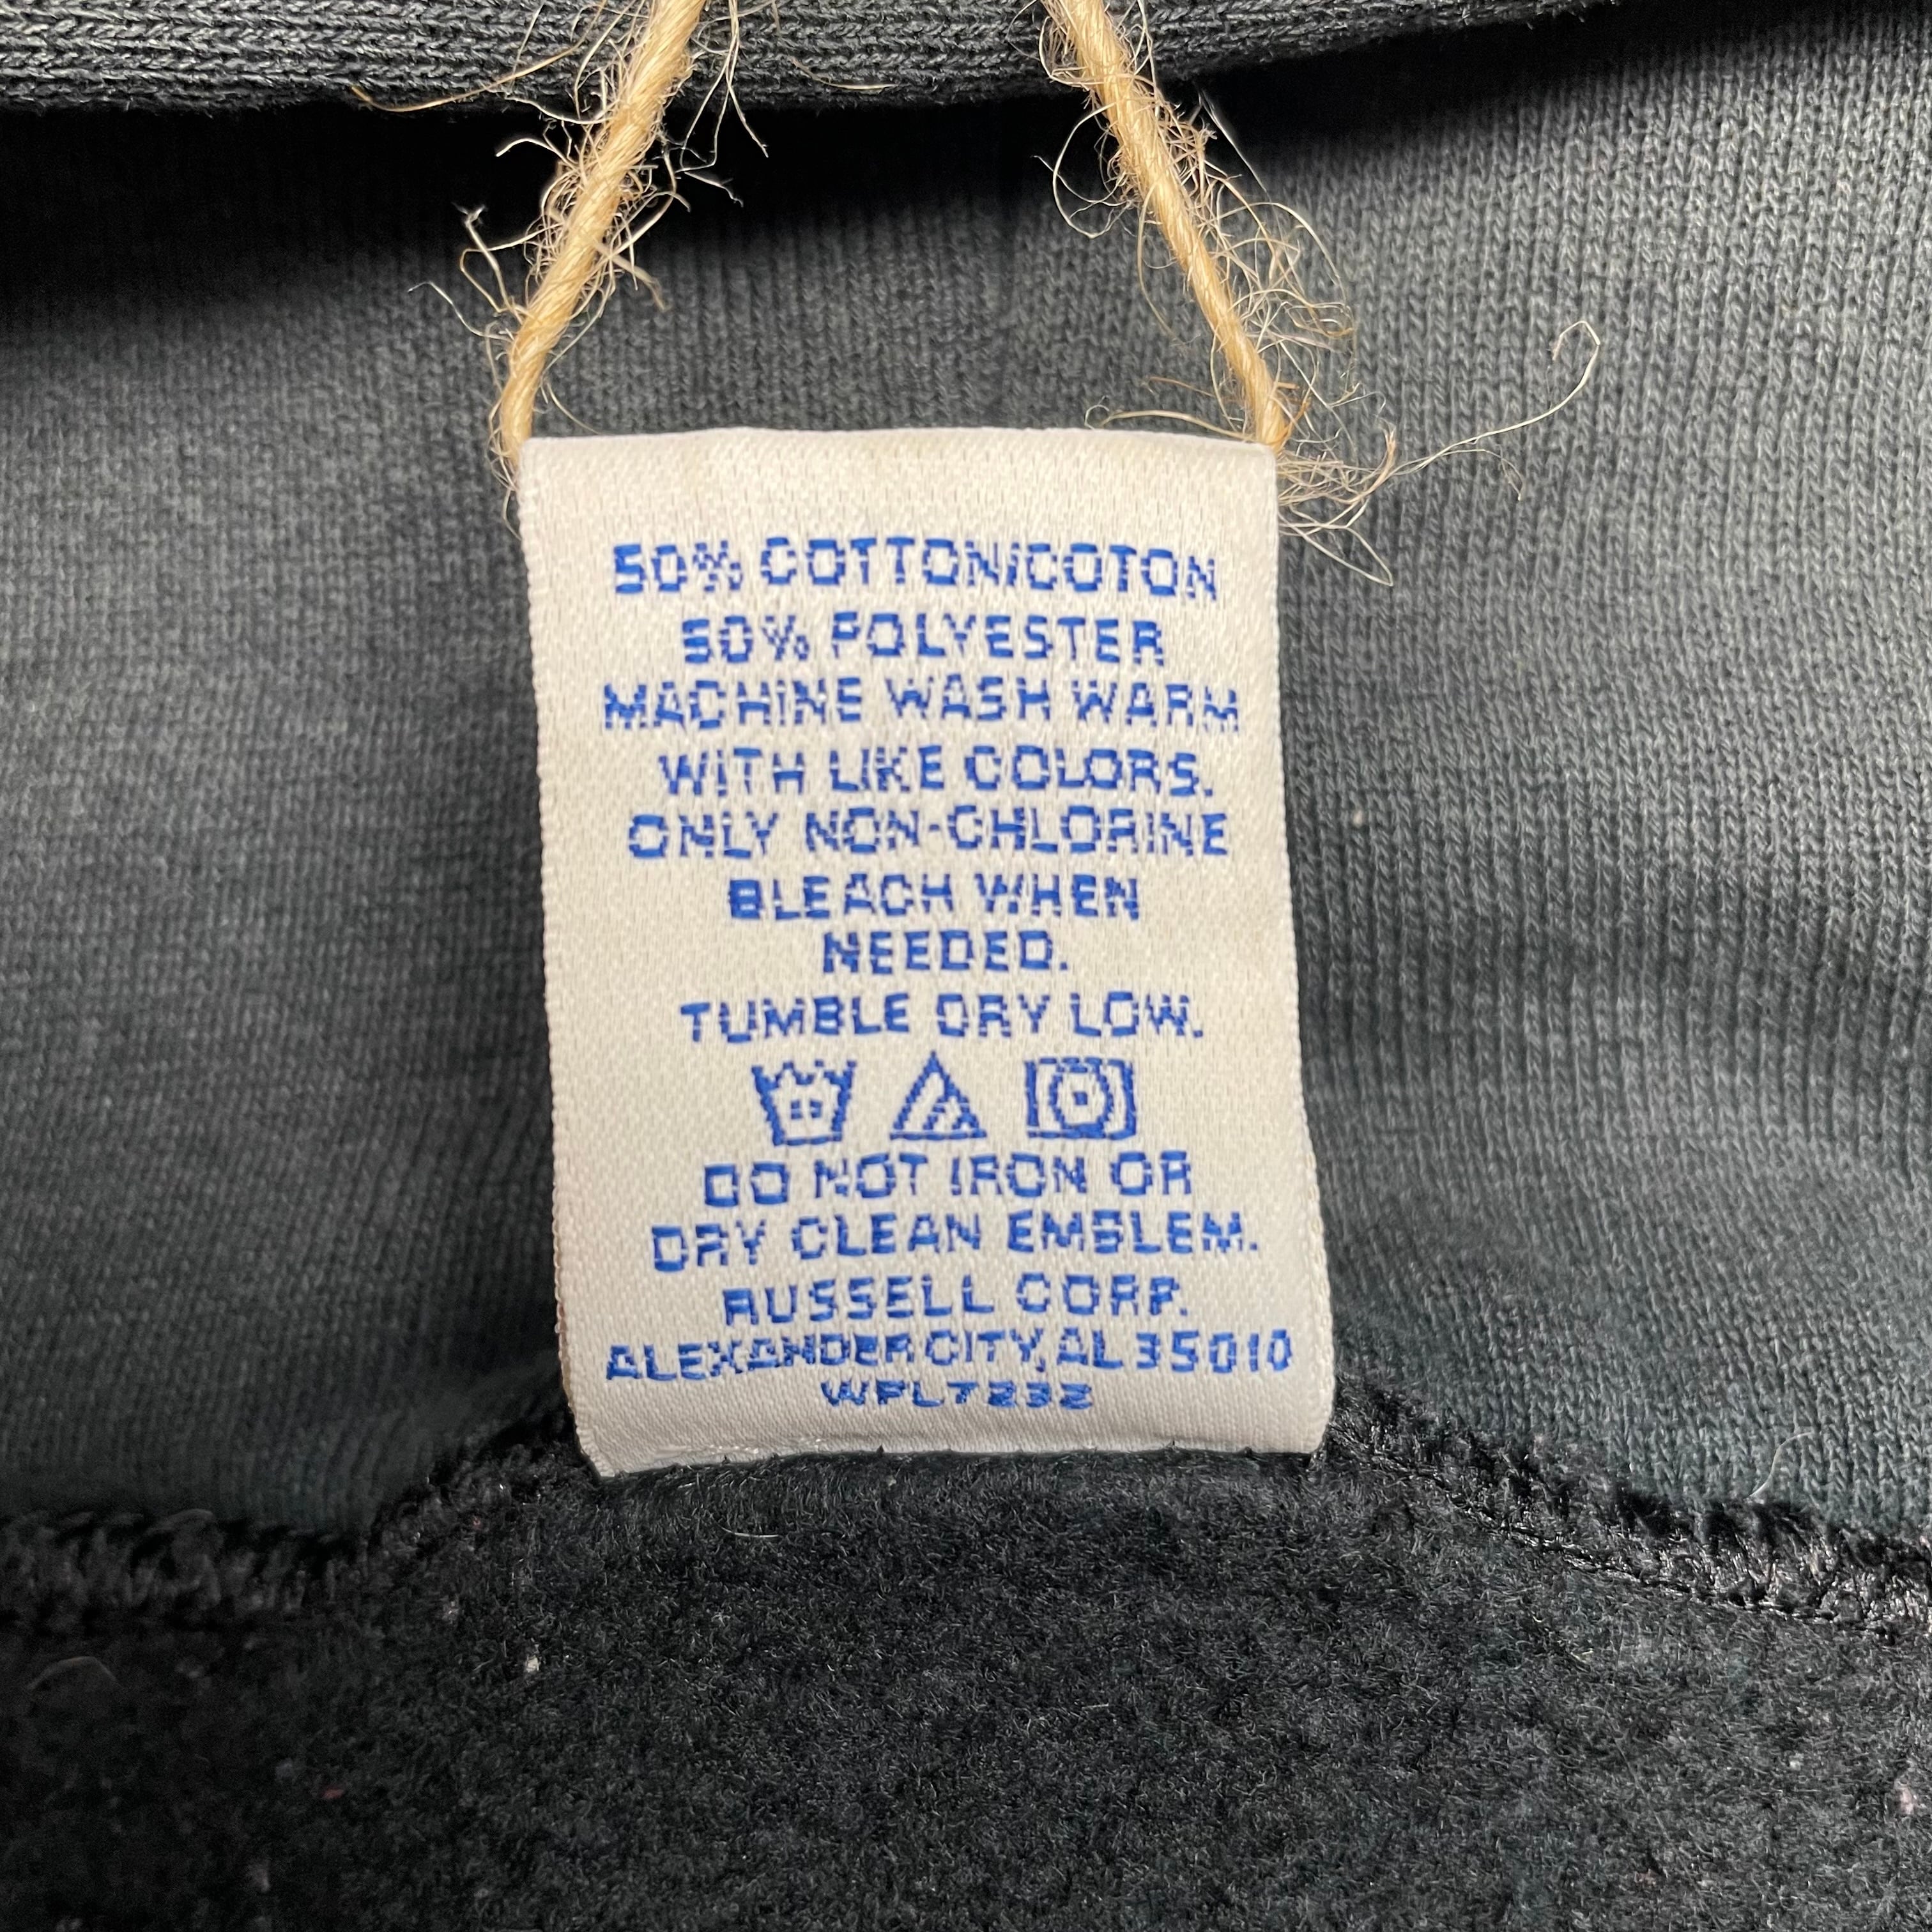 50% COTTON/COTON
50% POLYESTER
MACHINE WASH WARM
WITH LIKE COLORS.
ONLY NON-CHLORINE
BLEACH WHEN
NEEDED.
TUMBLE DRY LOW.
DO NOT IRON OR
DRY CLEAN EMBLEM.
RUSSELL CORP.
ALEXANDER CITY, AL 35010
WPL7232